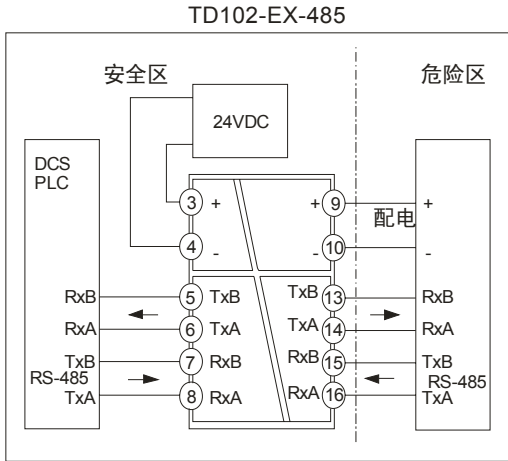 TD102-EX-485
安全区 危险区
24VDC
DCS
PLC
3 + + 9 +
配电
4 - - 10 -
RxB 5 TxB TxB 13 RxB
RxA 6 TxA TxA 14 RxA
TxB 7 RxB RxB 15 TxB
RS-485 RS-485
TxA 8 RxA RxA 16 TxA